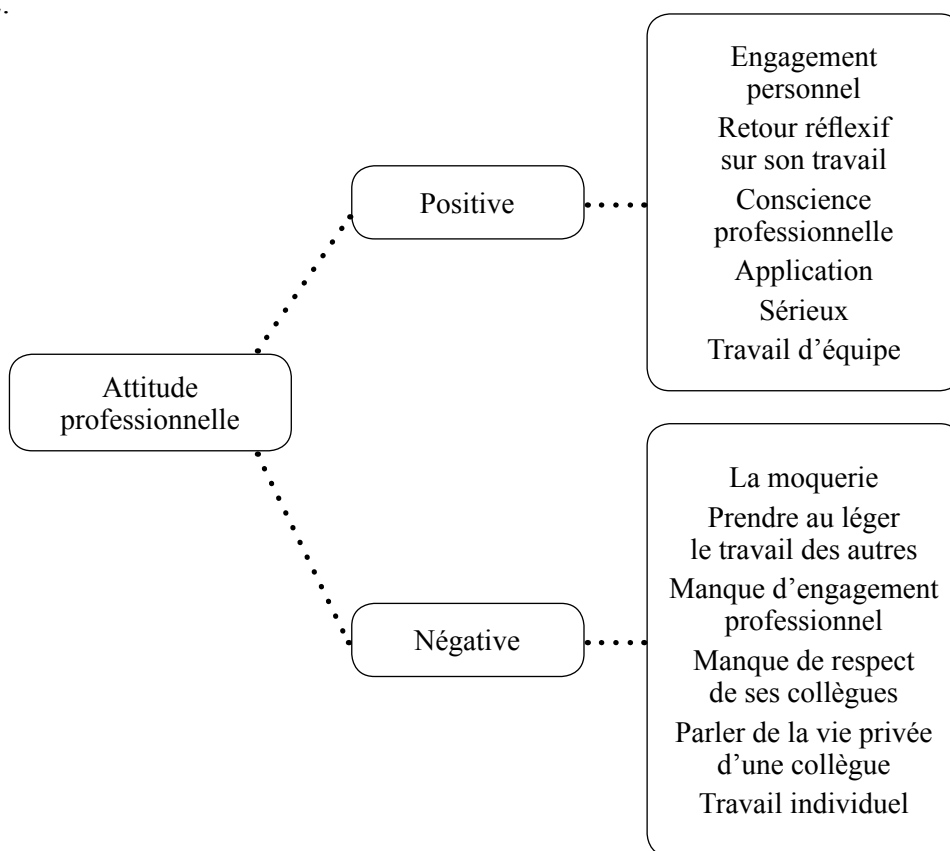 Engagement
personnel
Retour réflexif
sur son travail
Conscience
professionnelle
Application
Sérieux
Travail d’équipe
Positive
Attitude
professionnelle
Négative
La moquerie
Prendre au léger
le travail des autres
Manque d’engagement
professionnel
Manque de respect
de ses collègues
Parler de la vie privée
d’une collègue
Travail individuel